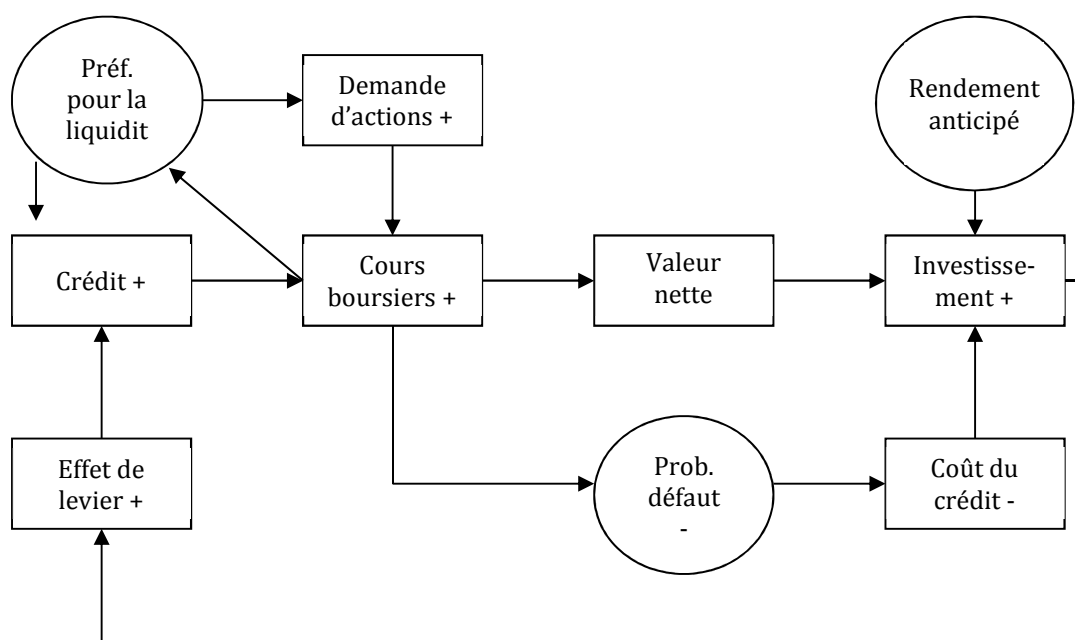 Préf.
pour la
liquidit
Demande
d'actions +
Rendement
anticipé
Crédit +
Cours
boursiers +
Valeur
nette
Investisse-
ment +
Effet de
levier +
Prob.
défaut
-
Coût du
crédit -